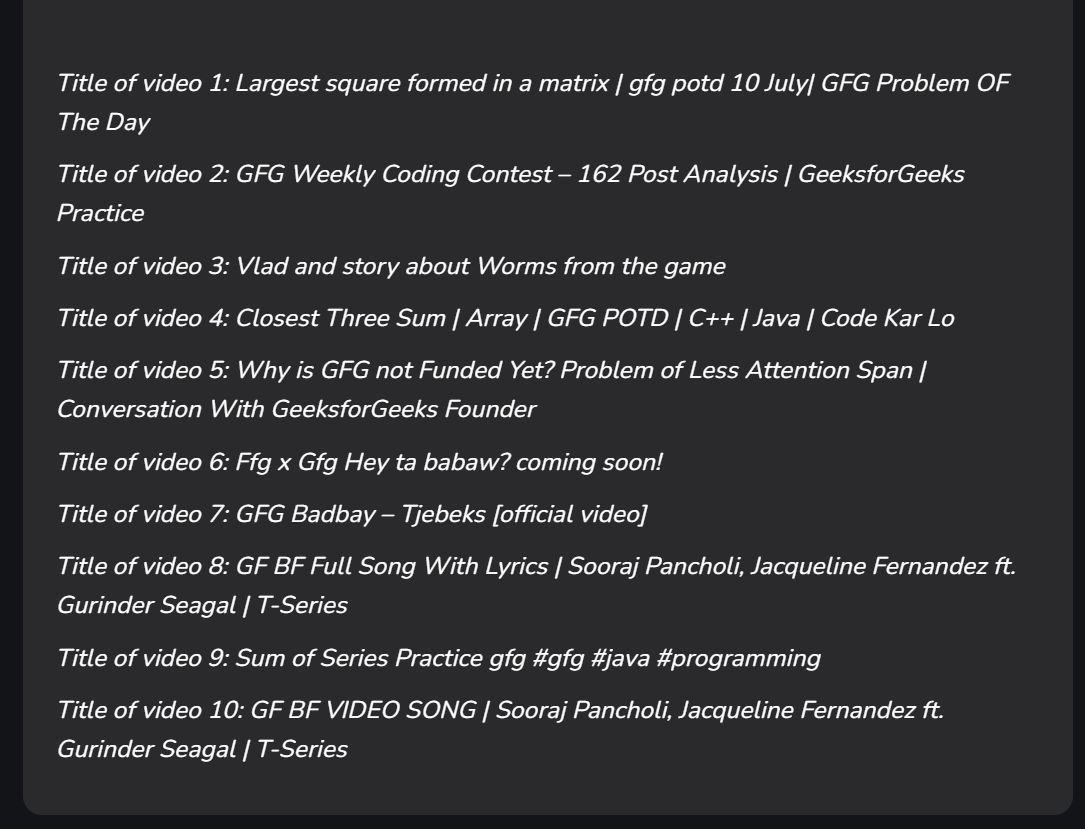 Title of video 1: Largest square formed in a matrix | gfg potd 10 July| GFG Problem OF
The Day
Title of video 2: GFG Weekly Coding Contest – 162 Post Analysis | GeeksforGeeks
Practice
Title of video 3: Vlad and story about Worms from the game
Title of video 4: Closest Three Sum | Array | GFG POTD | C++ | Java | Code Kar Lo
Title of video 5: Why is GFG not Funded Yet? Problem of Less Attention Span |
Conversation With GeeksforGeeks Founder
Title of video 6: Ffg x Gfg Hey ta babaw? coming soon!
Title of video 7: GFG Badbay – Tjebeks [official video]
Title of video 8: GF BF Full Song With Lyrics | Sooraj Pancholi, Jacqueline Fernandez ft.
Gurinder Seagal | T-Series
Title of video 9: Sum of Series Practice gfg #gfg #java #programming
Title of video 10: GF BF VIDEO SONG | Sooraj Pancholi, Jacqueline Fernandez ft.
Gurinder Seagal | T-Series